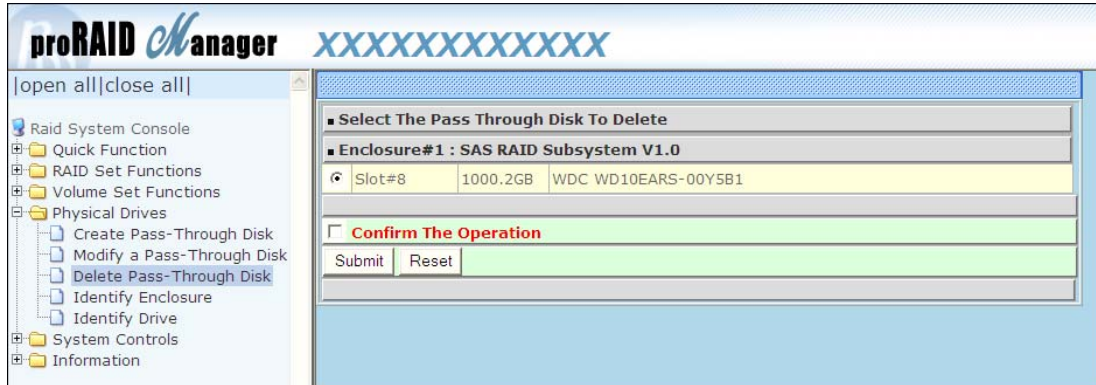 proRAID Manager XXXXXXXXXXXX
|open all|close all|
Raid System Console
Quick Function
RAID Set Functions
Volume Set Functions
Physical Drives
Create Pass-Through Disk
Modify a Pass-Through Disk
Delete Pass-Through Disk
Identify Enclosure
Identify Drive
System Controls
Information
Select The Pass Through Disk To Delete
Enclosure#1 : SAS RAID Subsystem V1.0
Slot#8 1000.2GB WDC WD10EARS-00Y5B1
Confirm The Operation
Submit Reset